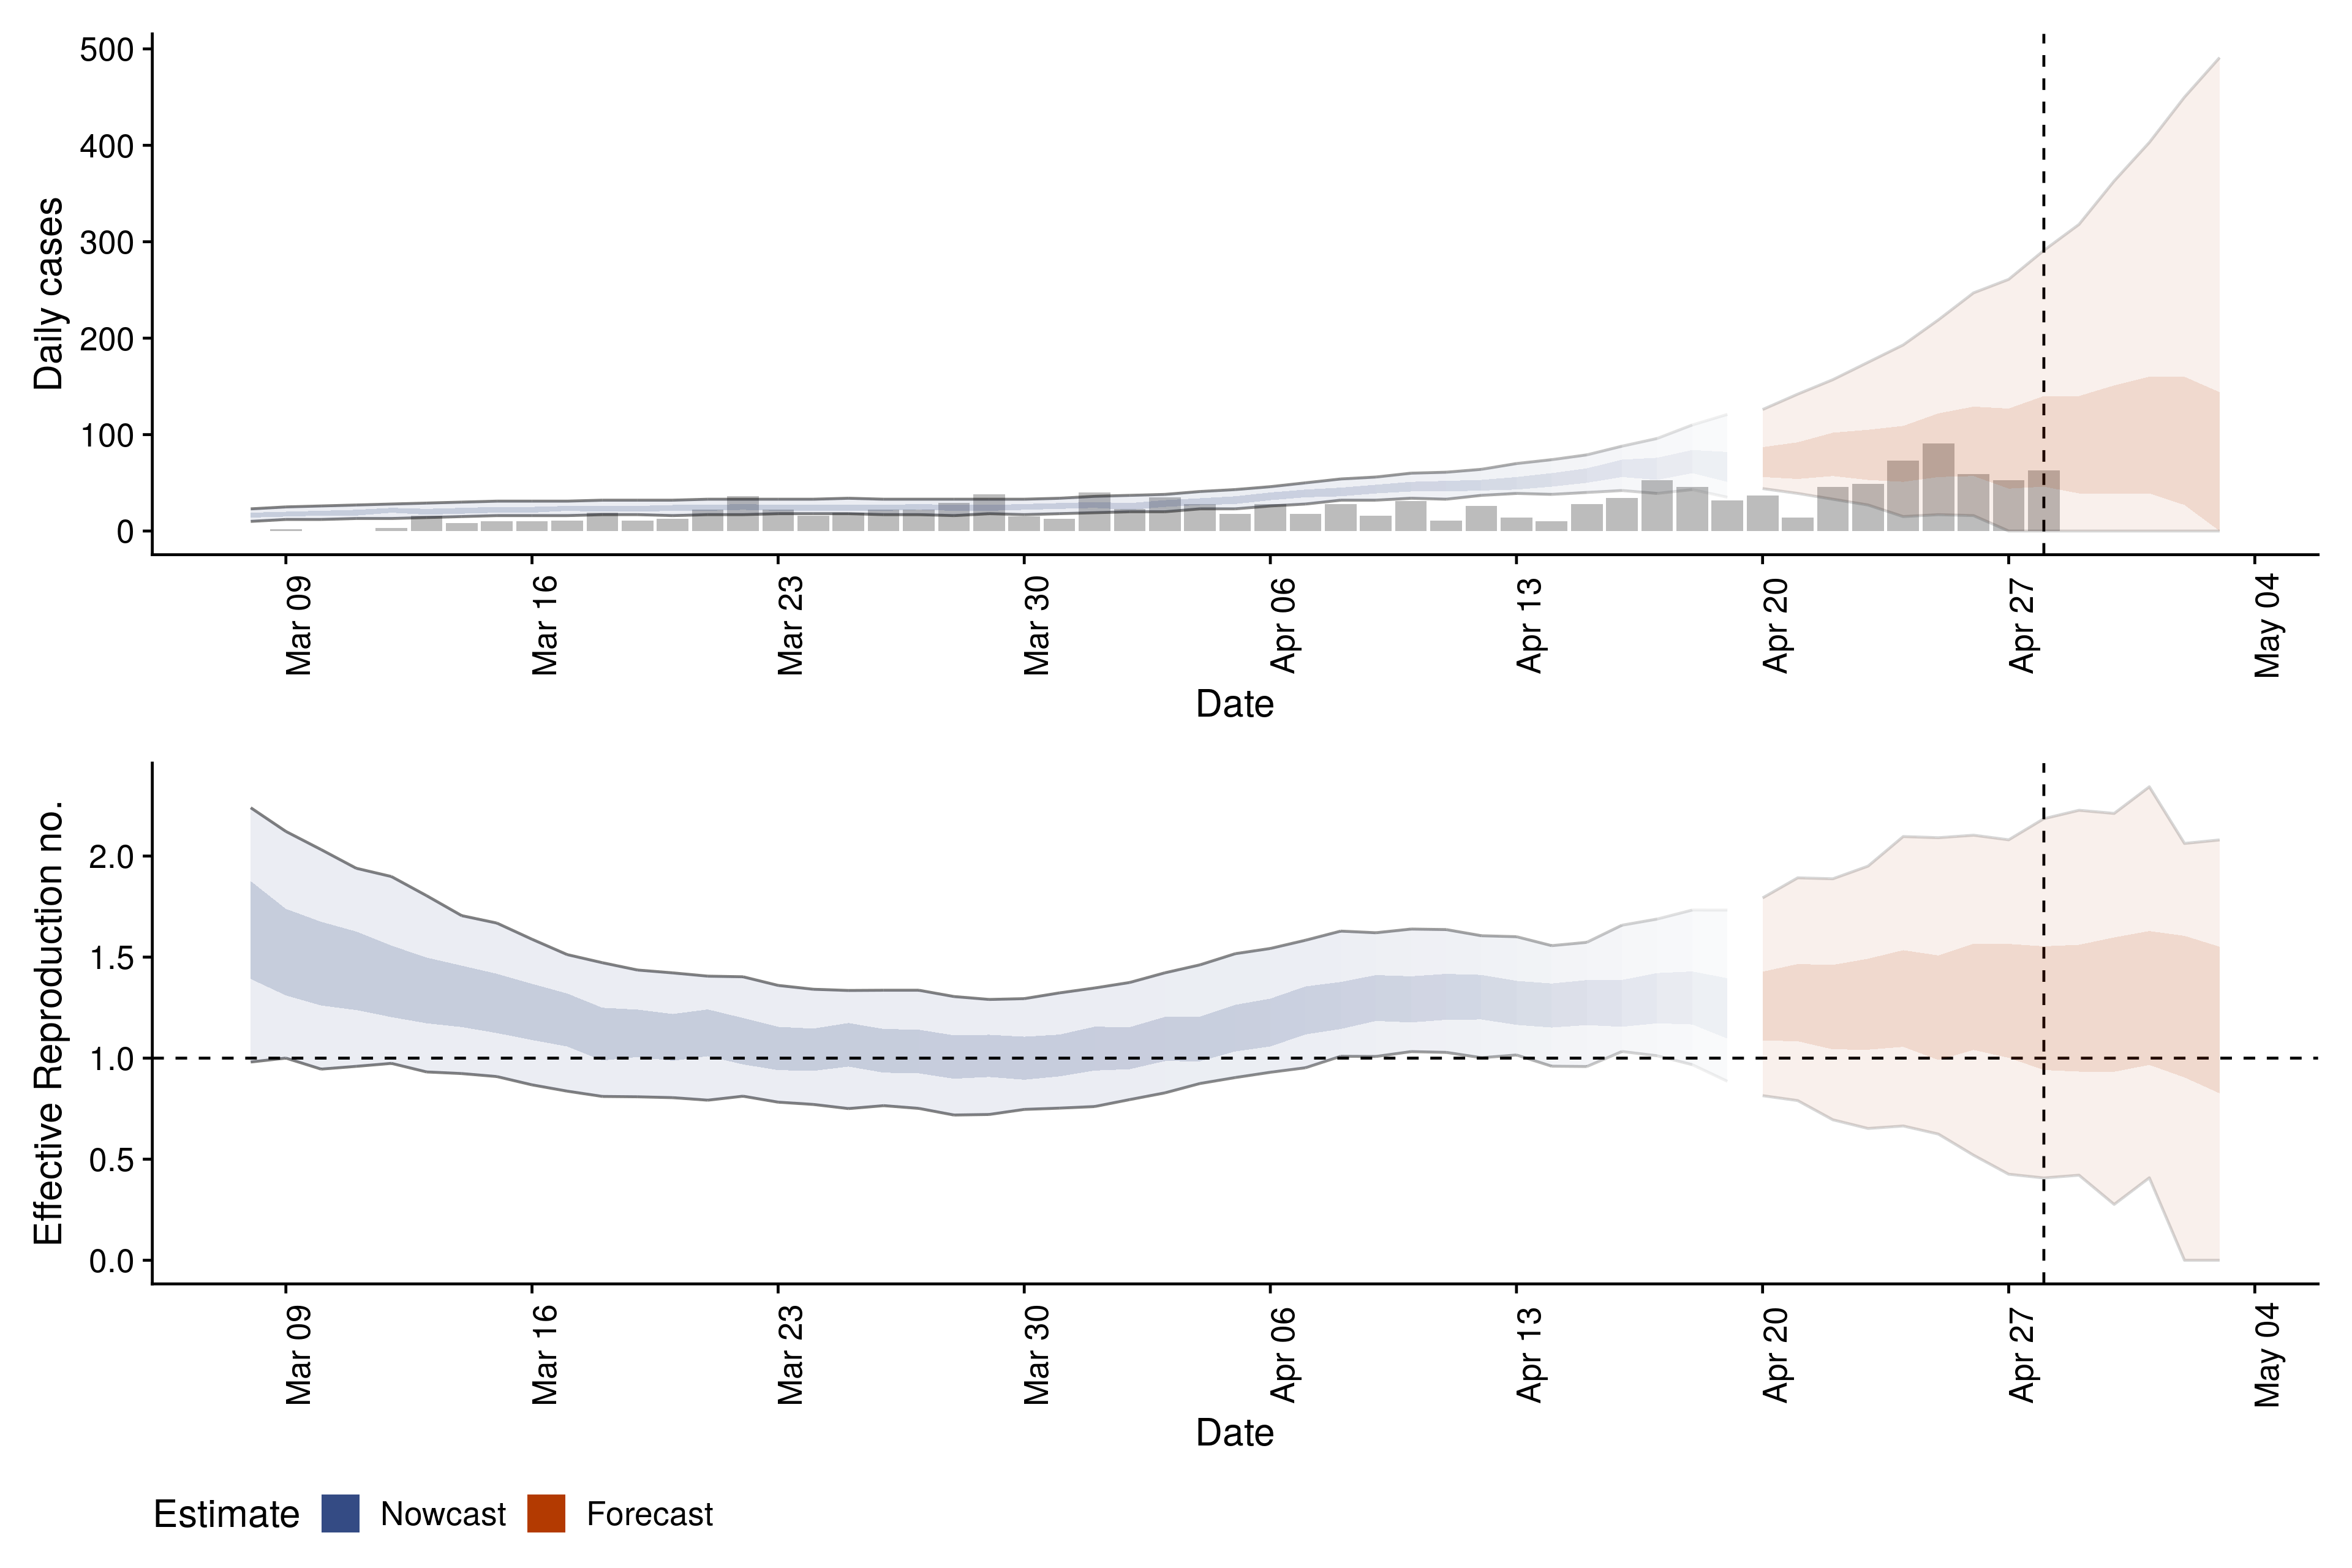 Daily cases
500
400
300
200
100
0
Mar 09
Mar 16
Mar 23
Mar 30
Apr 06
Apr 13
Apr 20
Apr 27
May 04
Date
Effective Reproduction no.
2.0
1.5
1.0
0.5
0.0
Mar 09
Mar 16
Mar 23
Mar 30
Apr 06
Apr 13
Apr 20
Apr 27
May 04
Date
Estimate Nowcast Forecast